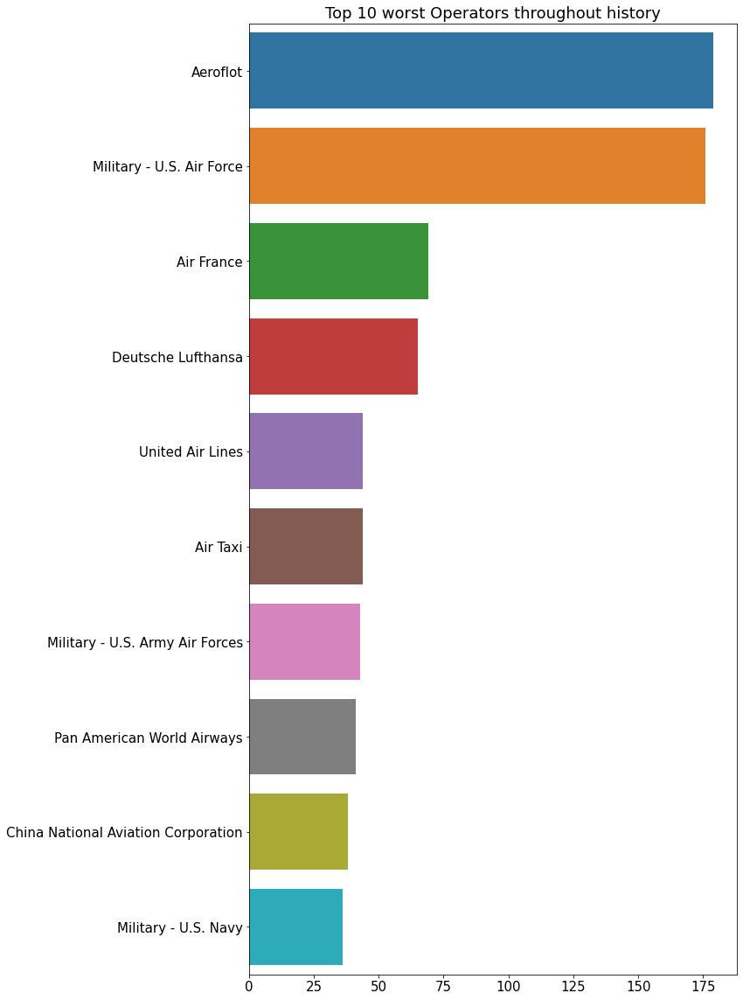 Top 10 worst Operators throughout history
Aeroflot
Military - U.S. Air Force
Air France
Deutsche Lufthansa
United Air Lines
Air Taxi
Military - U.S. Army Air Forces
Pan American World Airways
China National Aviation Corporation
Military - U.S. Navy
0 25 50 75 100 125 150 175